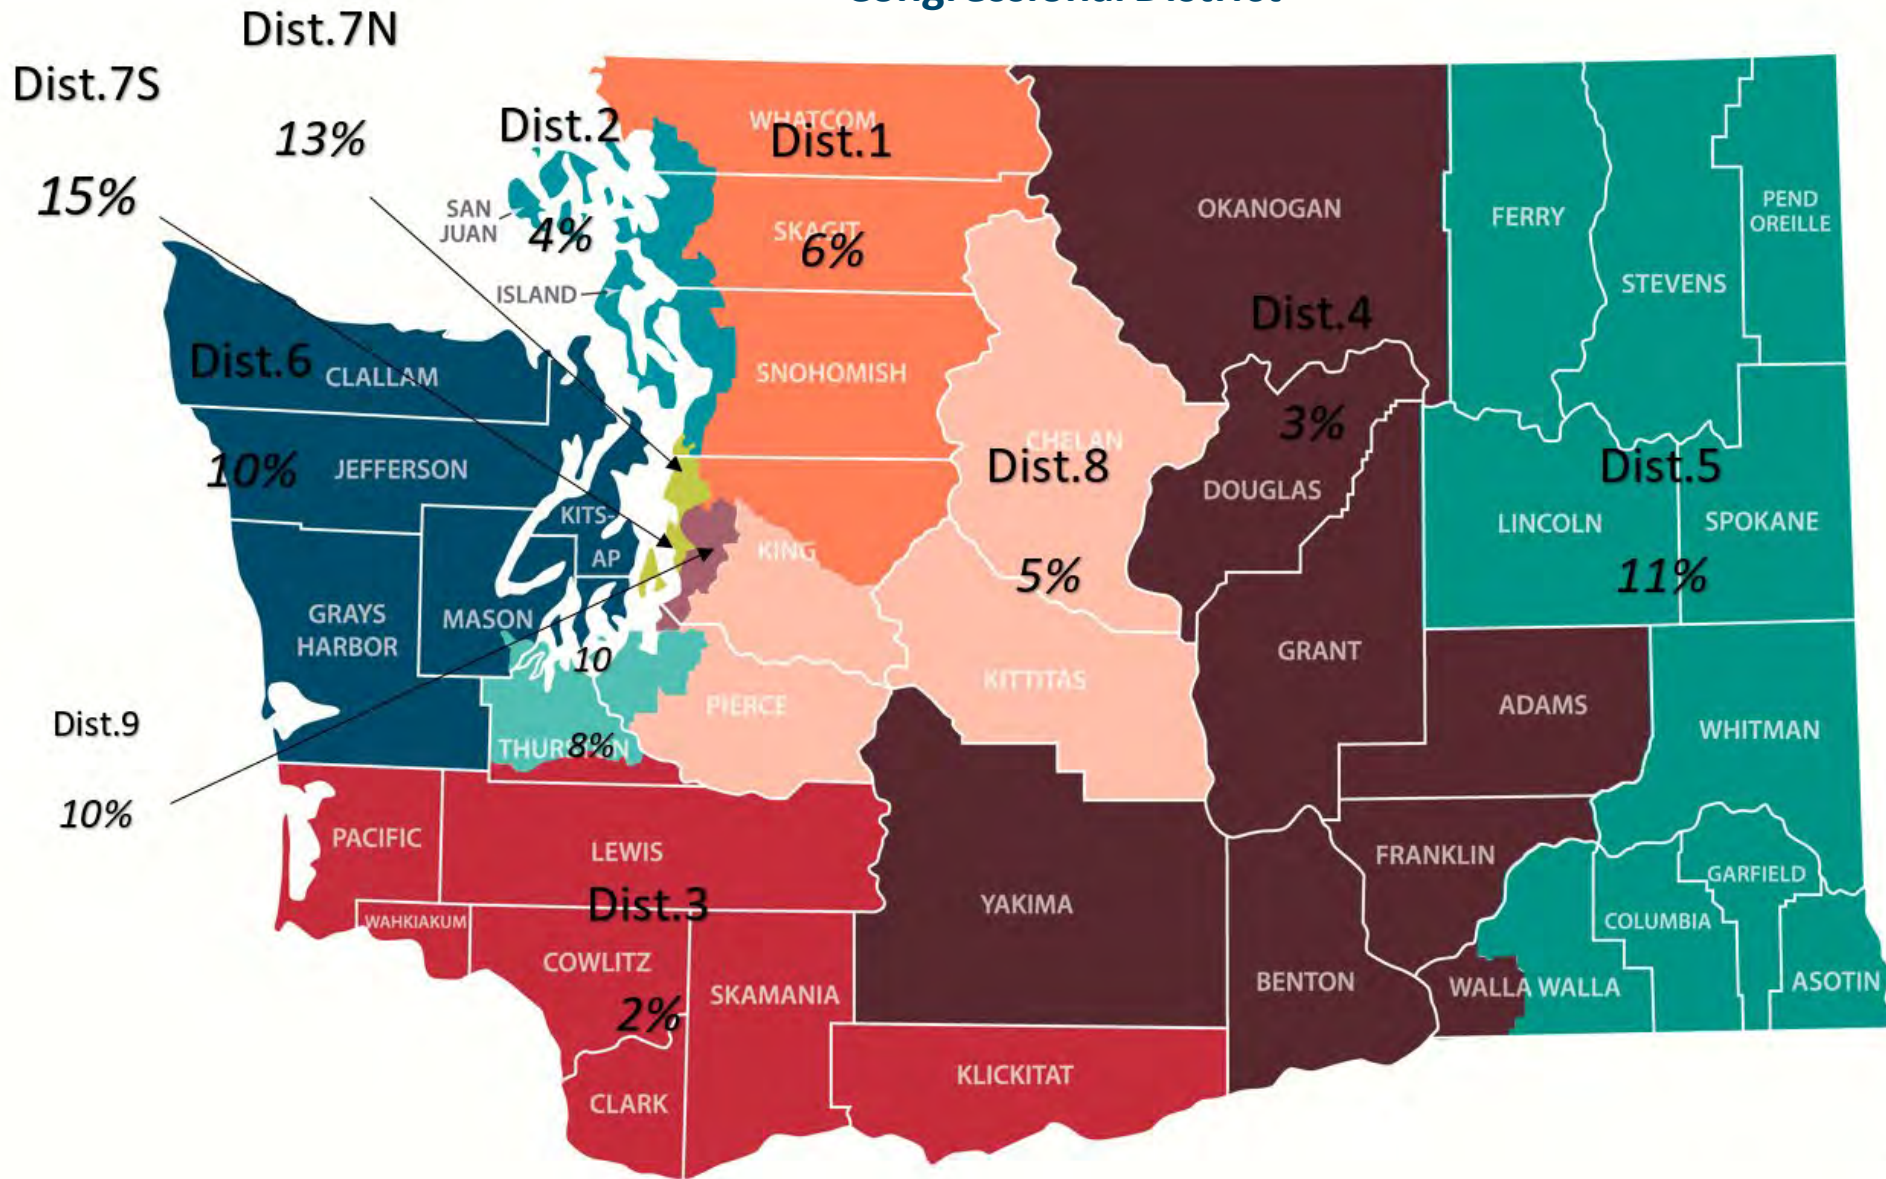 Congressional District
Dist.7N
Dist.7S
13%
15%
Dist.2
WHATCOM
Dist.1
SAN
JUAN
4%
SKAGIT
6%
ISLAND
OKANOGAN
FERRY
PEND
OREILLE
STEVENS
Dist.4
3%
Dist.6
CLALLAM
SNOHOMISH
10%
JEFFERSON
CHELAN
Dist.8
5%
DOUGLAS
Dist.5
LINCOLN
SPOKANE
11%
KITS-
AP
KING
GRAYS
HARBOR
MASON
10
GRANT
KITTITAS
ADAMS
PIERCE
WHITMAN
Dist.9
THURSTON
8%
10%
PACIFIC
LEWIS
FRANKLIN
GARFIELD
Dist.3
YAKIMA
WAHKIAKUM
COLUMBIA
COWLITZ
2%
SKAMANIA
BENTON
WALLA WALLA
ASOTIN
KLICKITAT
CLARK